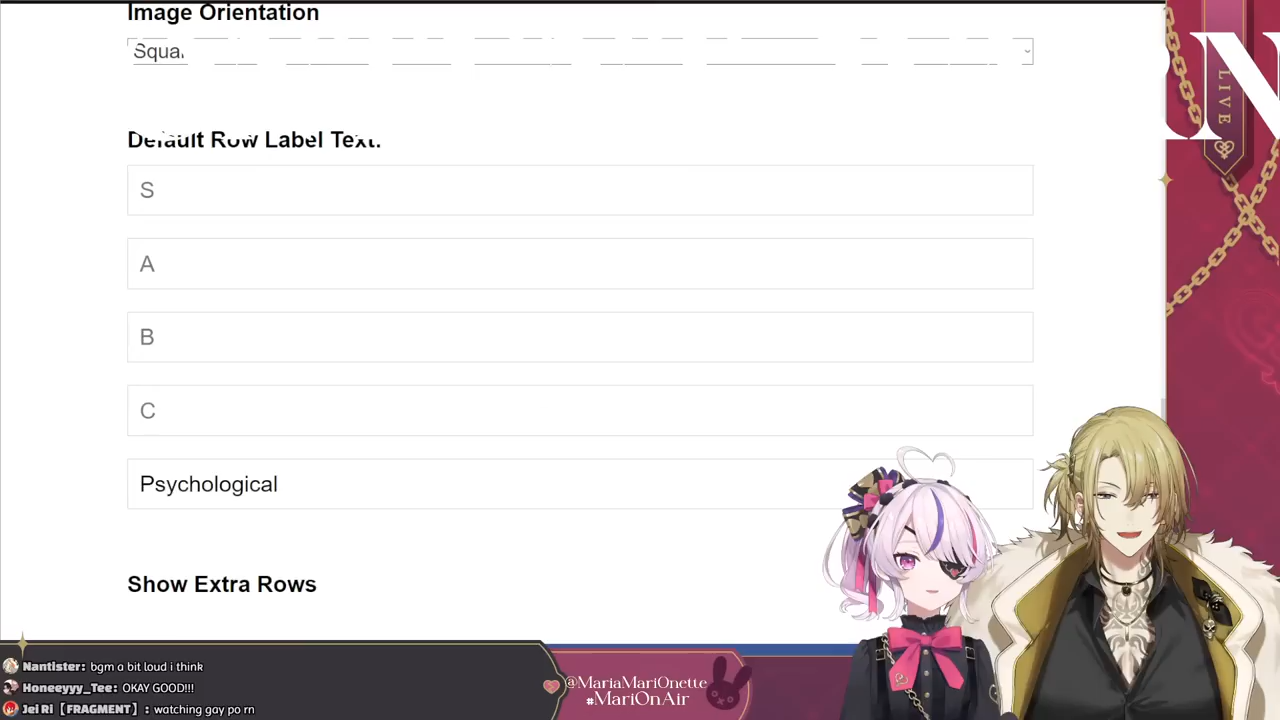 Image Orientation
Default Row Label Text.
S
A
B
C
Psychological
Show Extra Rows
LIVE
Nantister: bgm a bit loud i think
Honeeyyy_Tee: OKAY GOOD!!!
Jei Ri【FRAGMENT】: watching gay po rn
@MariaMariOnette
#MariOnAir